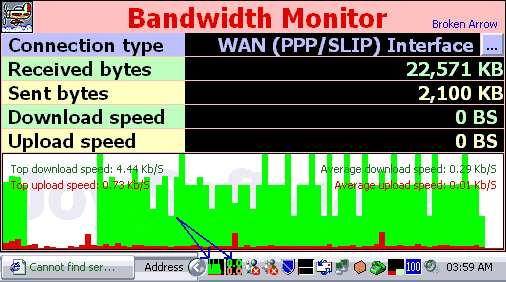 Bandwidth Monitor
Broken Arrow
Connection type WAN (PPP/SLIP) Interface ...
Received bytes 22,571 KB
Sent bytes 2,100 KB
Download speed 0 BS
Upload speed 0 BS
Top download speed: 4.44 Kb/S Average download speed: 0.29 Kb/S
Top upload speed: 0.73 Kb/S Average upload speed: 0.01 Kb/S
Cannot find ser... Address 100 03:59 AM